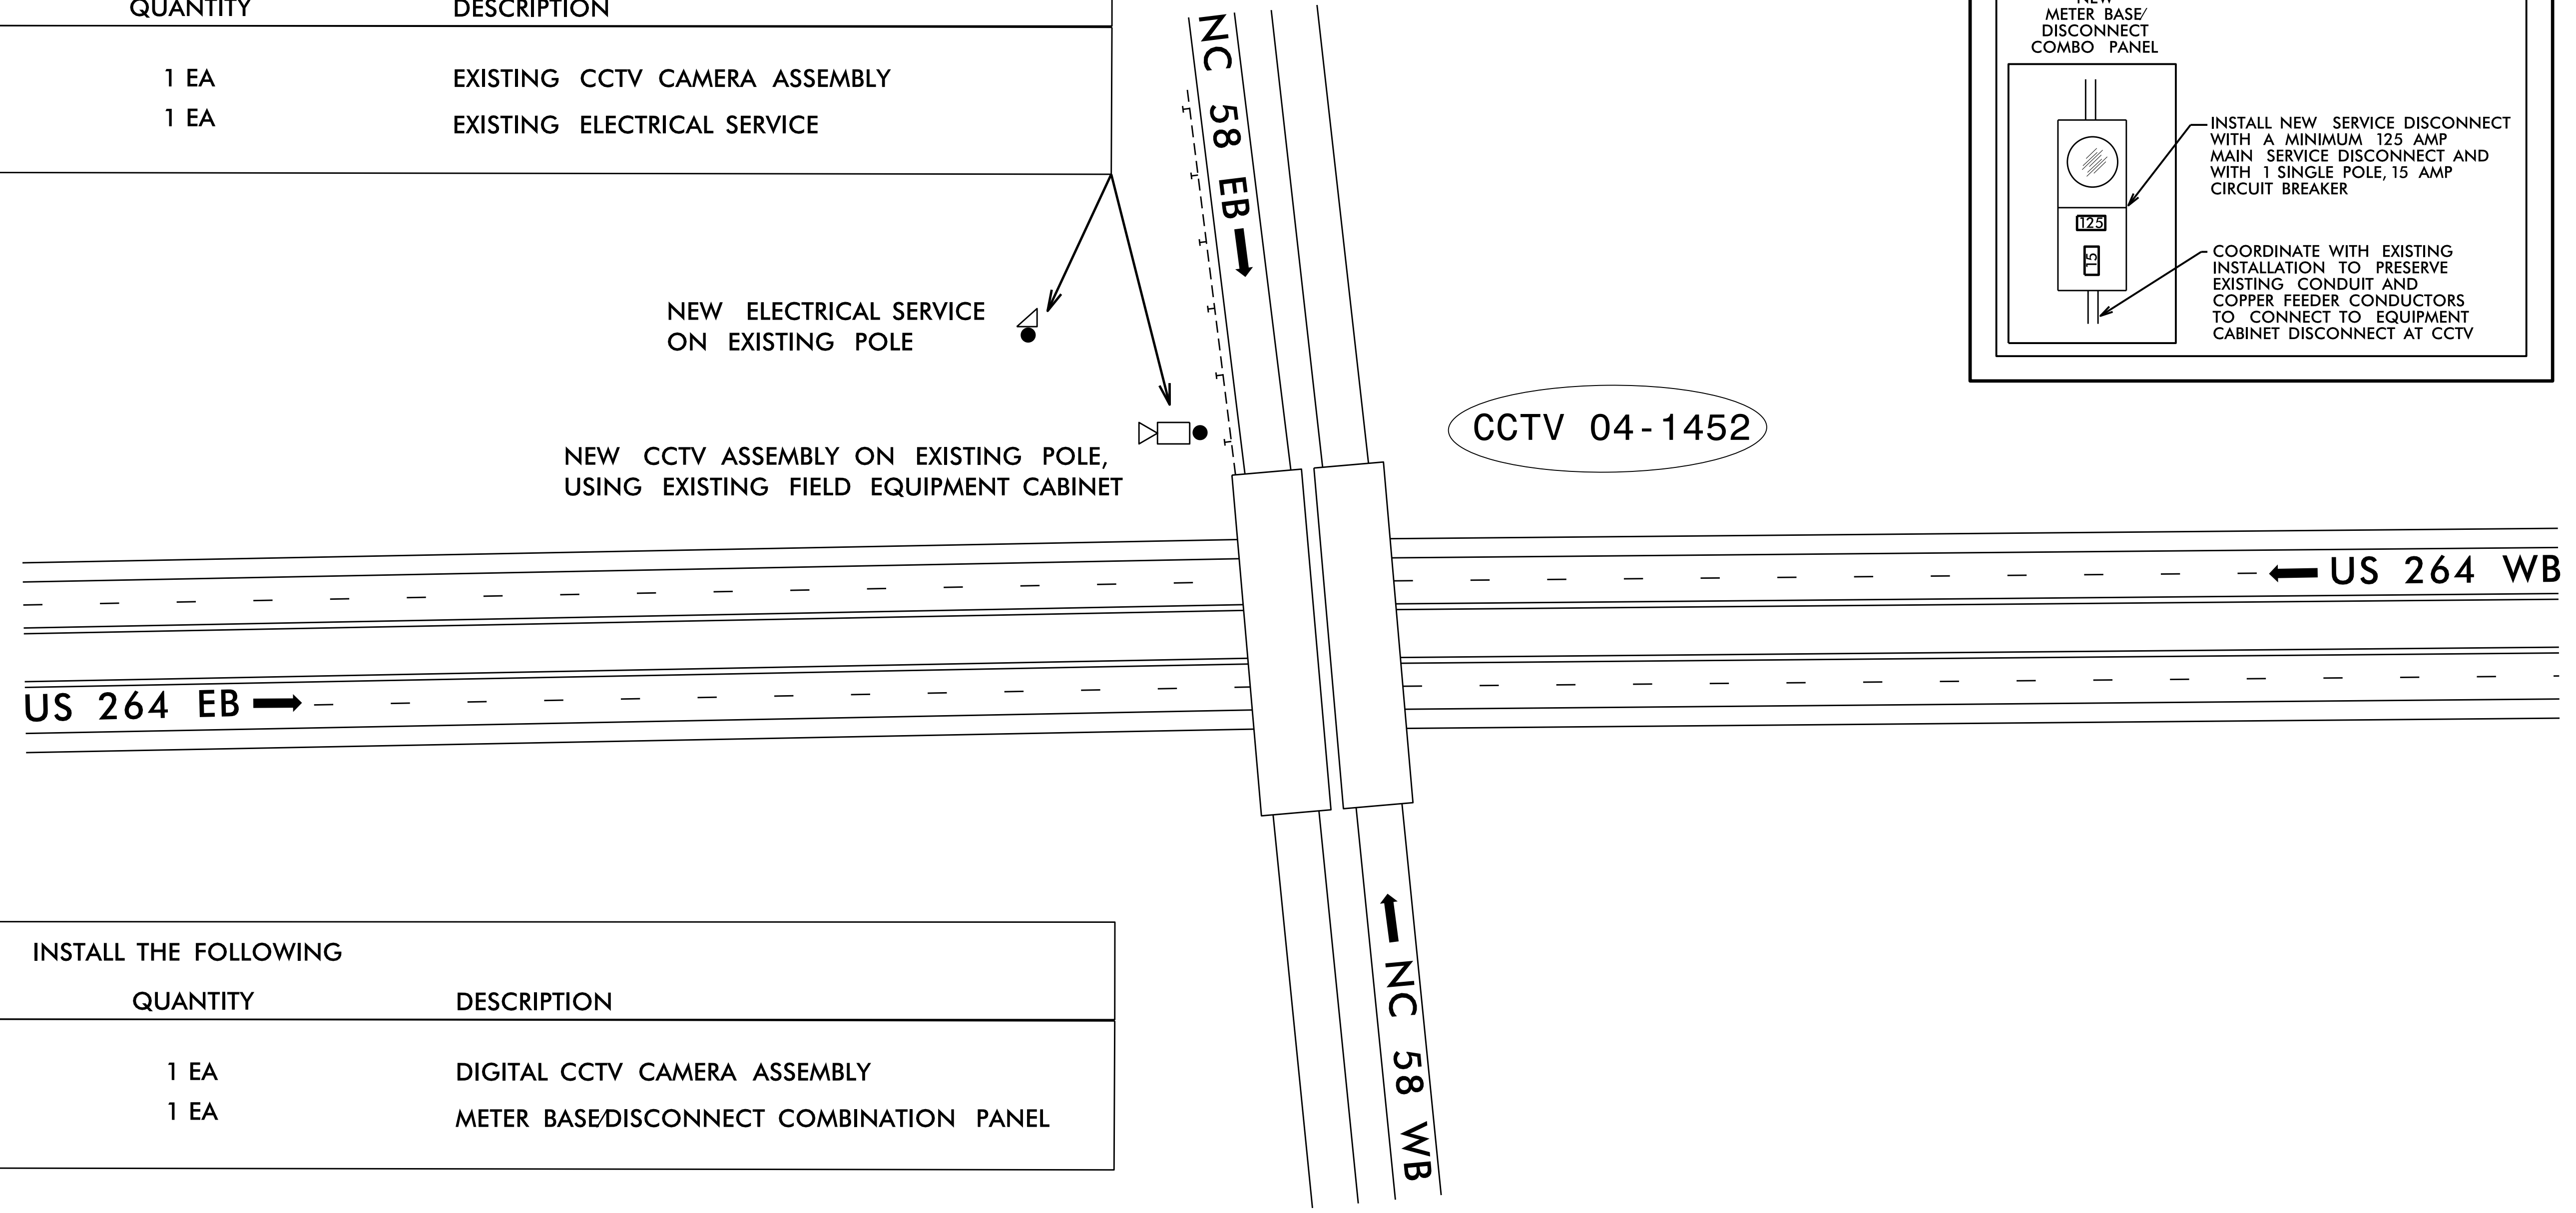 QUANTITY DESCRIPTION
1 EA EXISTING CCTV CAMERA ASSEMBLY
1 EA EXISTING ELECTRICAL SERVICE
NC 58 EB
NEW
METER BASE/
DISCONNECT
COMBO PANEL
INSTALL NEW SERVICE DISCONNECT
WITH A MINIMUM 125 AMP
MAIN SERVICE DISCONNECT AND
WITH 1 SINGLE POLE, 15 AMP
CIRCUIT BREAKER
125
15
COORDINATE WITH EXISTING
INSTALLATION TO PRESERVE
EXISTING CONDUIT AND
COPPER FEEDER CONDUCTORS
TO CONNECT TO EQUIPMENT
CABINET DISCONNECT AT CCTV
NEW ELECTRICAL SERVICE
ON EXISTING POLE
CCTV 04-1452
NEW CCTV ASSEMBLY ON EXISTING POLE,
USING EXISTING FIELD EQUIPMENT CABINET
US 264 WB
US 264 EB
INSTALL THE FOLLOWING
QUANTITY DESCRIPTION
1 EA DIGITAL CCTV CAMERA ASSEMBLY
1 EA METER BASE/DISCONNECT COMBINATION PANEL
NC 58 WB